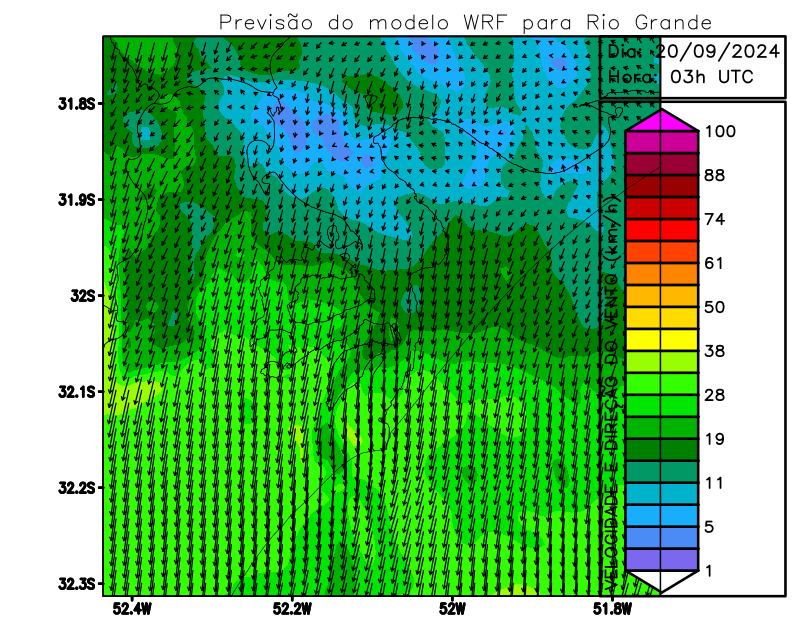 Previsão do modelo WRF para Rio Grande
Dia: 20/09/2024
Hora: 03h UTC
31.8S
31.9S
32S
32.1S
32.2S
32.3S
52.4W
52.2W
52W
51.8W
VELOCIDADE E DIREÇÃO DO VENTO (km/h)
100
88
74
61
50
38
28
19
11
5
1